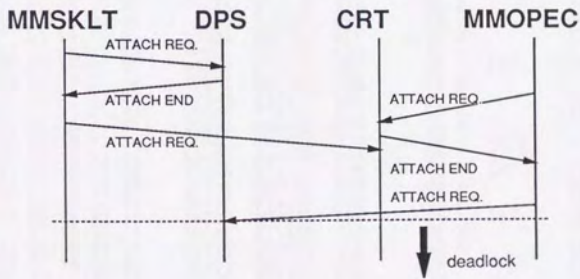 MMSKLT DPS CRT MMOPEC
ATTACH REQ.
ATTACH END
ATTACH REQ.
ATTACH REQ.
ATTACH END
ATTACH REQ.
deadlock